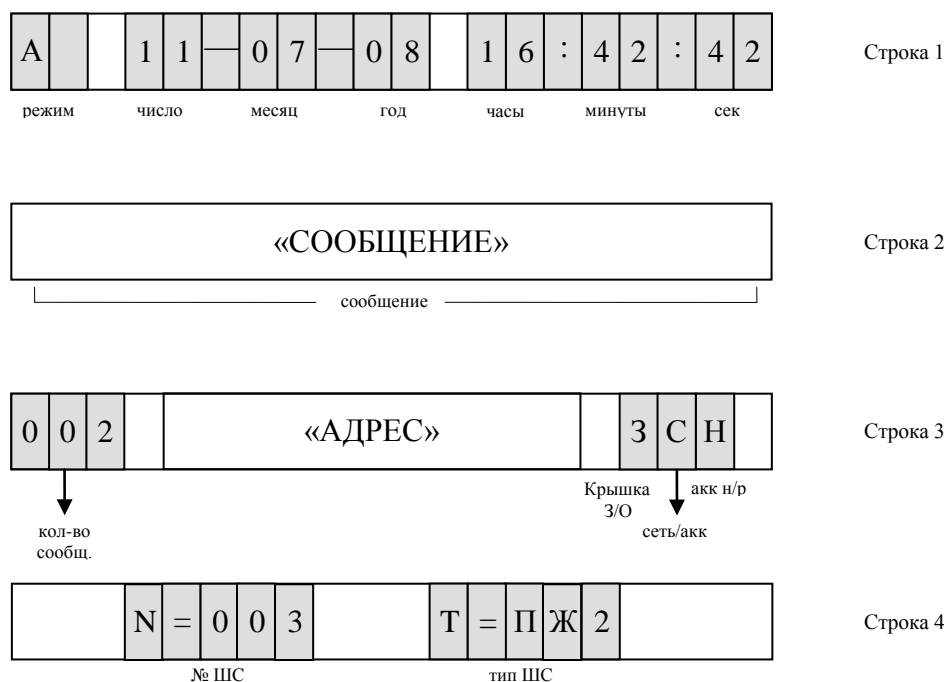 А 11—07—08 16:42:42 Строка 1
режим число месяц год часы минуты сек
«СООБЩЕНИЕ» Строка 2
сообщение
002 «АДРЕС» ЗСН Строка 3
Крышка З/О акк н/р
сеть/акк
кол-во сообщ.
N=003 Т=ПЖ2 Строка 4
№ ШС тип ШС